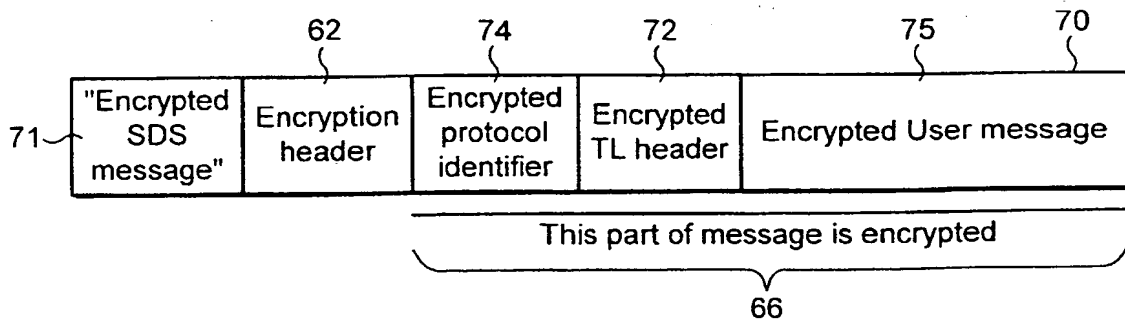 62 74 72 75 70
71
"Encrypted
SDS
message"
Encryption
header
Encrypted
protocol
identifier
Encrypted
TL header
Encrypted User message
This part of message is encrypted
66